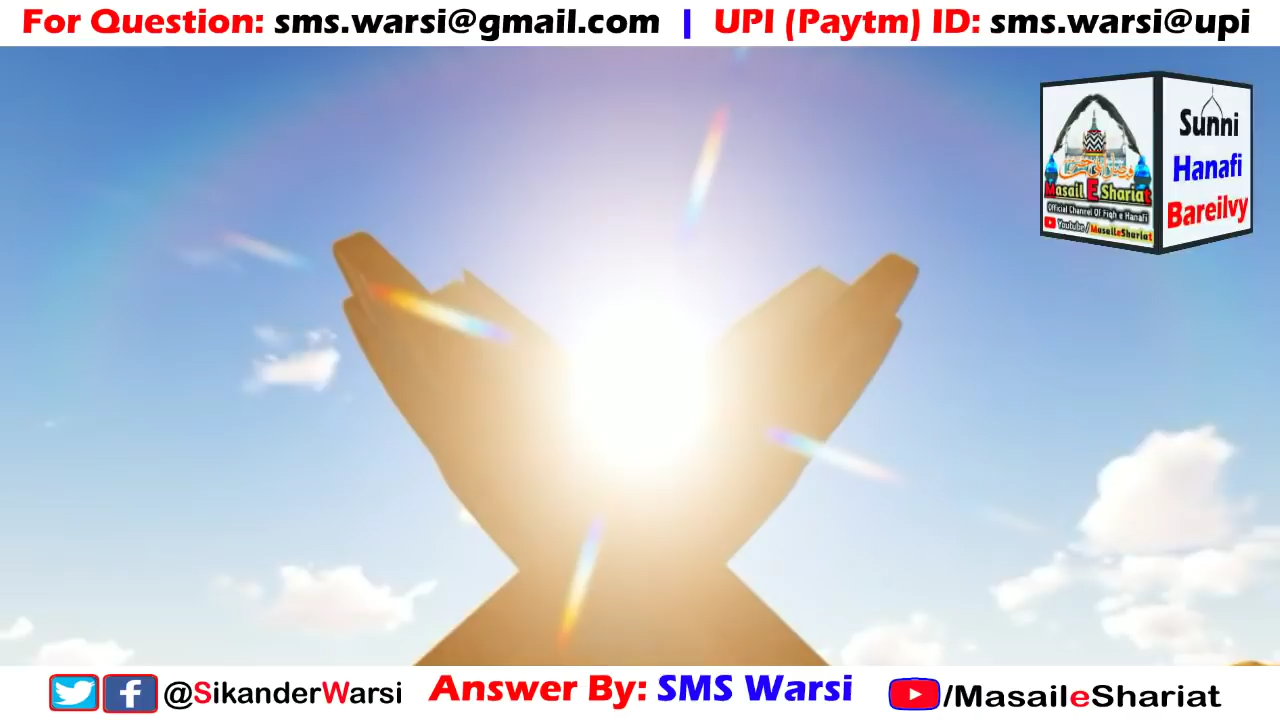 For Question: sms.warsi@gmail.com | UPI (Paytm) ID: sms.warsi@upi
Masail E Shariat
Official Channel Of Fiqh e Hanafi
Youtube/MasaileShariat
Sunni
Hanafi
Bareilvy
@SikanderWarsi
Answer By: SMS Warsi
/MasaileShariat